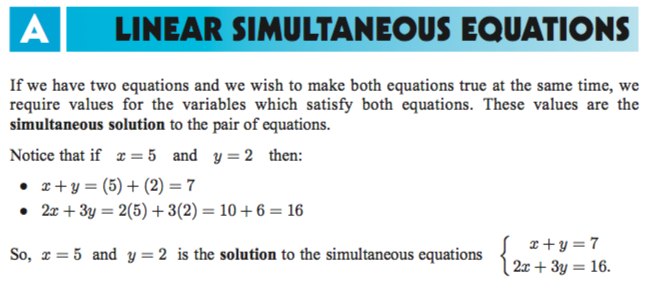 A LINEAR SIMULTANEOUS EQUATIONS
If we have two equations and we wish to make both equations true at the same time, we
require values for the variables which satisfy both equations. These values are the
simultaneous solution to the pair of equations.
Notice that if x = 5 and y = 2 then:
• x + y = (5) + (2) = 7
• 2x + 3y = 2(5) + 3(2) = 10 + 6 = 16
So, x = 5 and y = 2 is the solution to the simultaneous equations { x + y = 7
2x + 3y = 16.